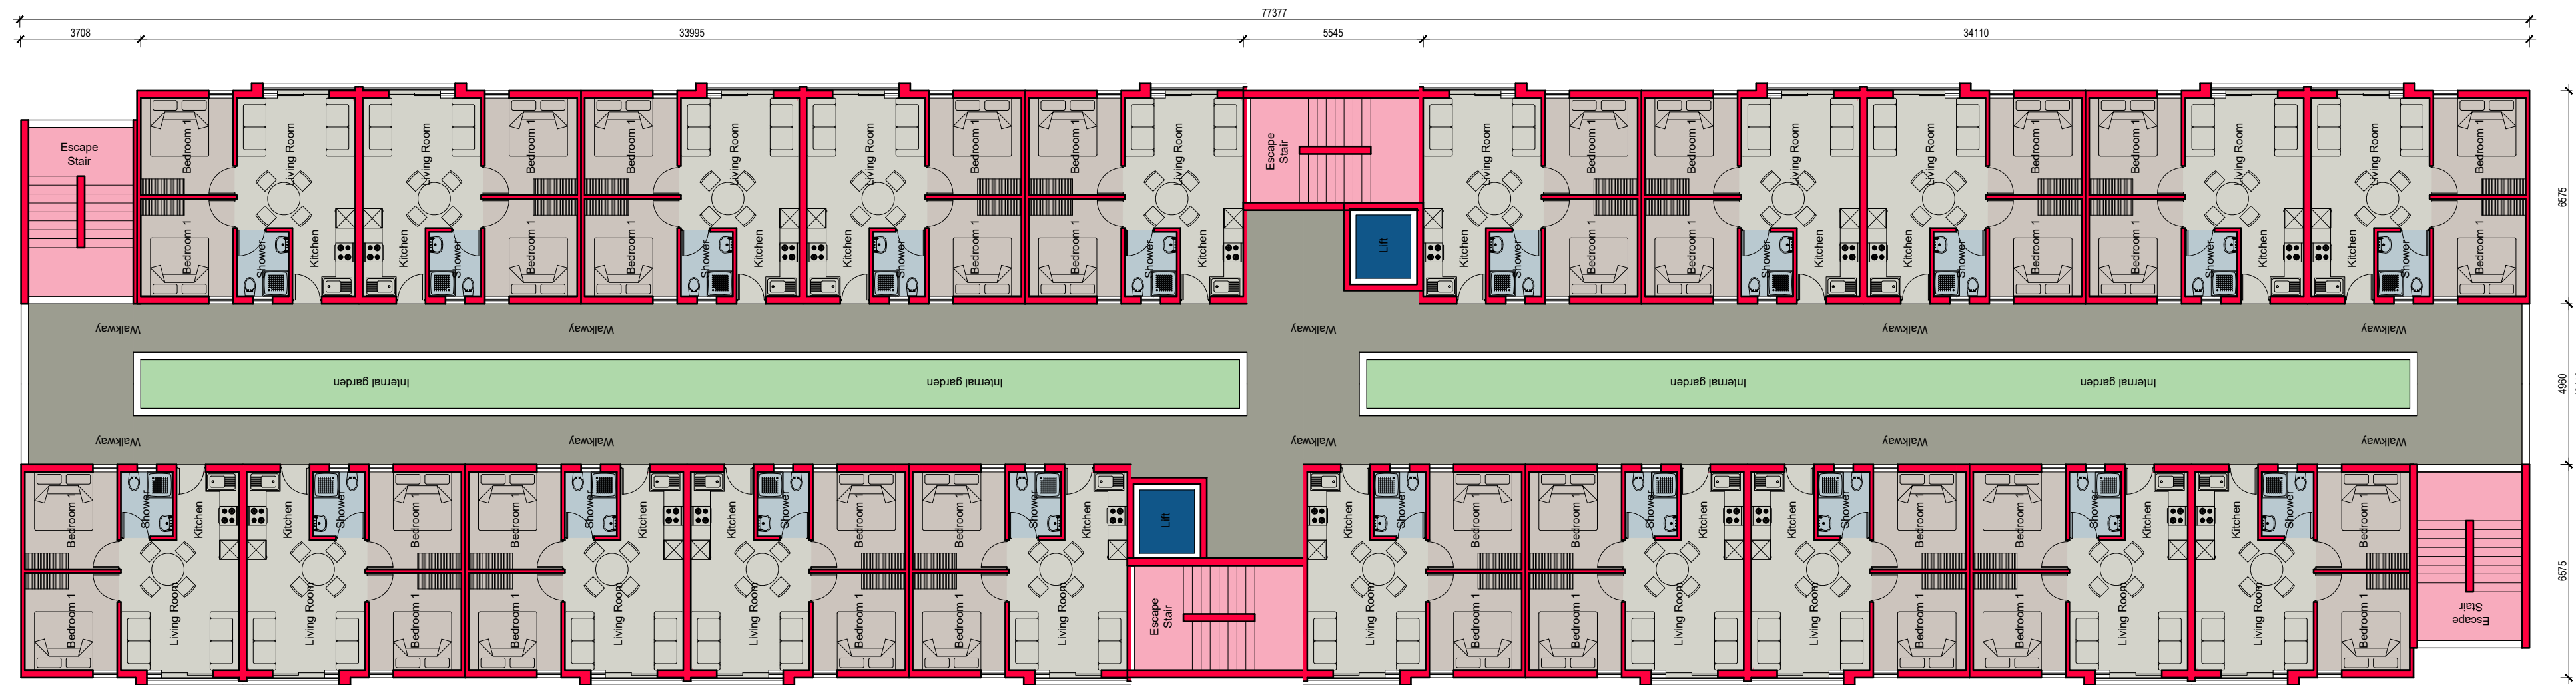 77377
3708
33995
5545
34110
Escape
Stair
Bedroom 1
Living Room
Living Room
Bedroom 1
Bedroom 1
Living Room
Living Room
Bedroom 1
Bedroom 1
Living Room
Escape
Stair
Living Room
Bedroom 1
Bedroom 1
Living Room
Living Room
Bedroom 1
Bedroom 1
Living Room
Living Room
Bedroom 1
6575
Bedroom 1
Shower
Kitchen
Kitchen
Shower
Bedroom 1
Bedroom 1
Shower
Kitchen
Kitchen
Shower
Bedroom 1
Bedroom 1
Shower
Kitchen
Lift
Kitchen
Shower
Bedroom 1
Bedroom 1
Shower
Kitchen
Kitchen
Shower
Bedroom 1
Bedroom 1
Shower
Kitchen
Kitchen
Shower
Bedroom 1
Walkway
Walkway
Walkway
Walkway
Walkway
Internal garden
Internal garden
Internal garden
Internal garden
4960
Walkway
Walkway
Walkway
Walkway
Walkway
Bedroom 1
Shower
Kitchen
Kitchen
Shower
Bedroom 1
Bedroom 1
Shower
Kitchen
Kitchen
Shower
Bedroom 1
Bedroom 1
Shower
Kitchen
Lift
Kitchen
Shower
Bedroom 1
Bedroom 1
Shower
Kitchen
Kitchen
Shower
Bedroom 1
Bedroom 1
Shower
Kitchen
Kitchen
Shower
Bedroom 1
Bedroom 1
Living Room
Living Room
Bedroom 1
Bedroom 1
Living Room
Living Room
Bedroom 1
Bedroom 1
Living Room
Escape
Stair
Living Room
Bedroom 1
Bedroom 1
Living Room
Living Room
Bedroom 1
Bedroom 1
Living Room
Living Room
Bedroom 1
Escape
Stair
6575